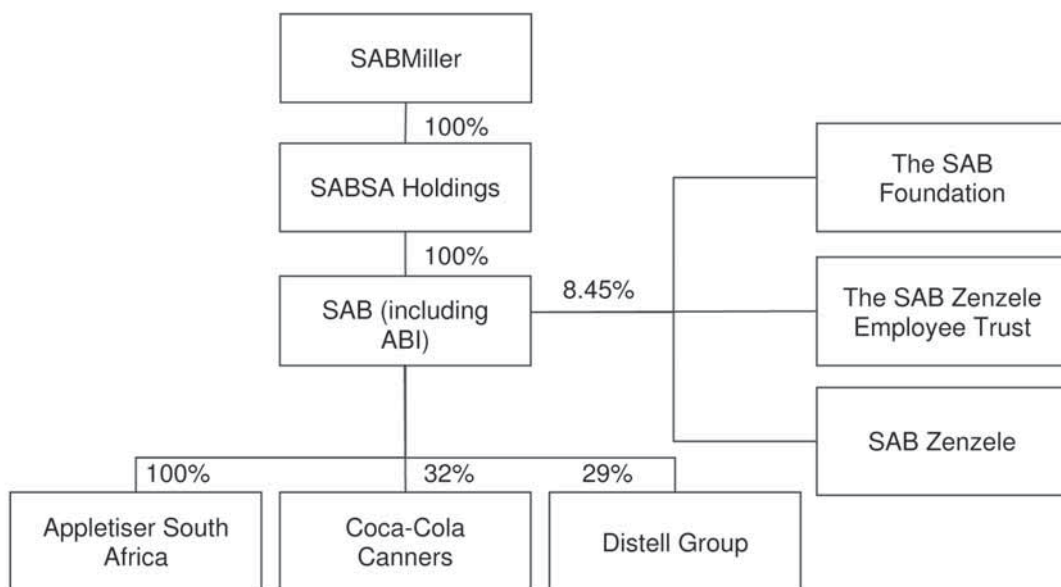 SABMiller
100%
SABSA Holdings
100%
SAB (including
ABI)
8.45%
The SAB
Foundation
The SAB Zenzele
Employee Trust
SAB Zenzele
100%
32%
29%
Appletiser South
Africa
Coca-Cola
Canners
Distell Group